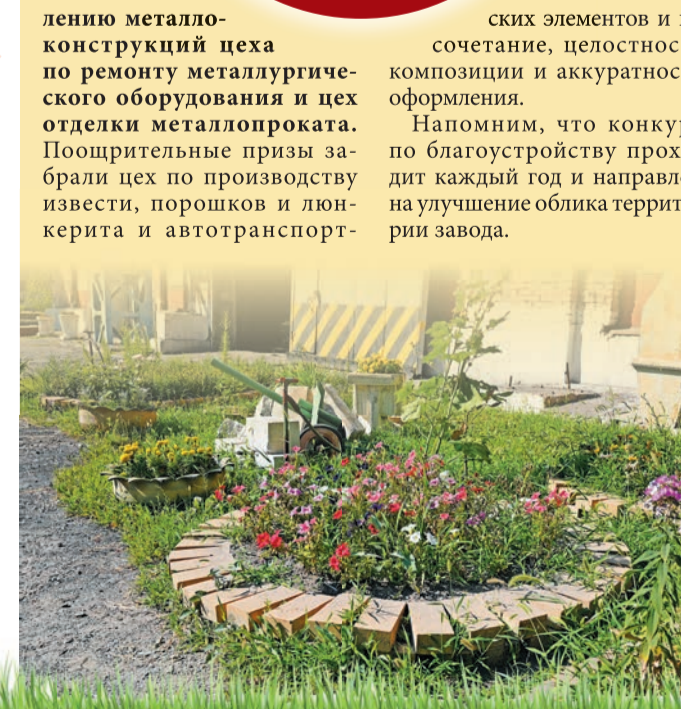 лению металло-
конструкций цеха
по ремонту металлургиче-
ского оборудования и цех
отделки металлопроката.
Поощрительные призы за-
брали цех по производству
извести, порошков и люн-
керита и автотранспорт-
ских элементов и
сочетание, целостнос
композиции и аккуратнос
оформления.
Напомним, что конкур
по благоустройству прох
дит каждый год и направл
на улучшение облика террит
рии завода.